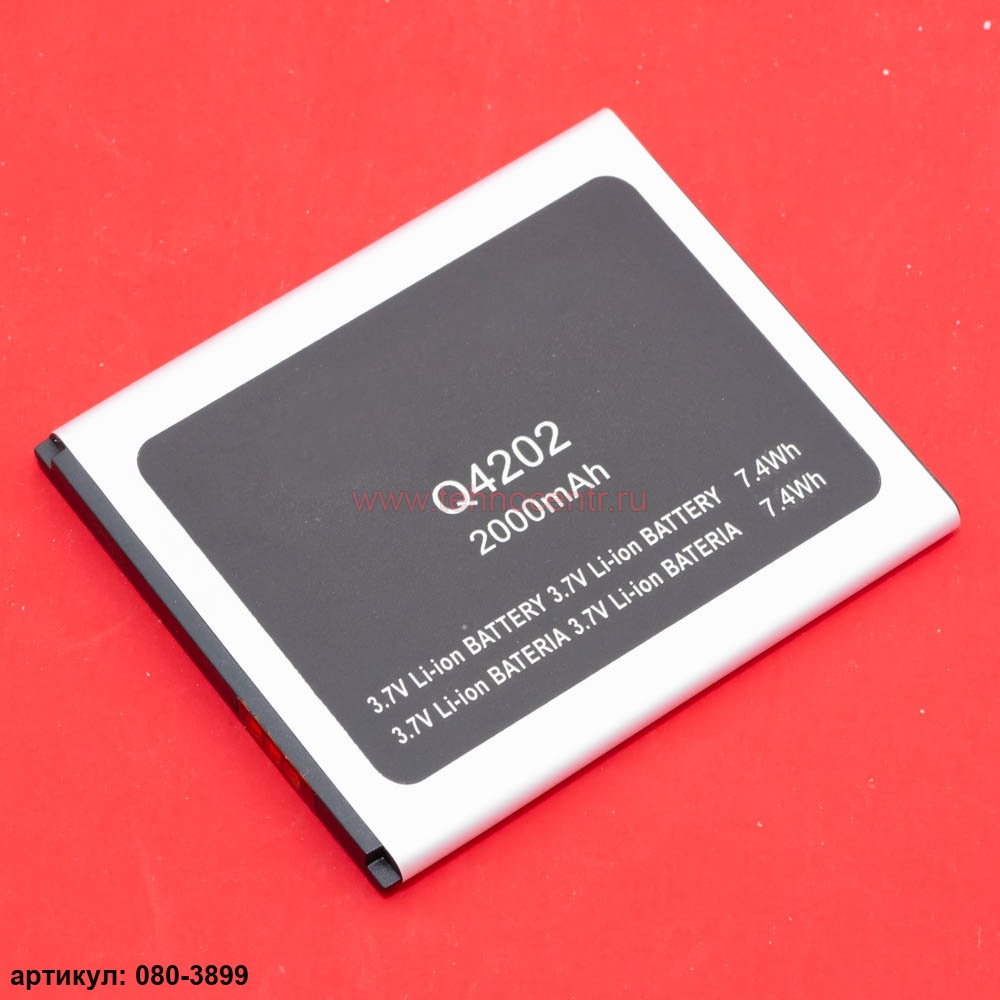 Q4202
2000mAh
www.tehnocentr.ru
3.7V Li-ion BATTERY 3.7V Li-ion BATTERY 7.4Wh
3.7V Li-ion BATERIA 3.7V Li-ion BATERIA 7.4Wh
артикул: 080-3899